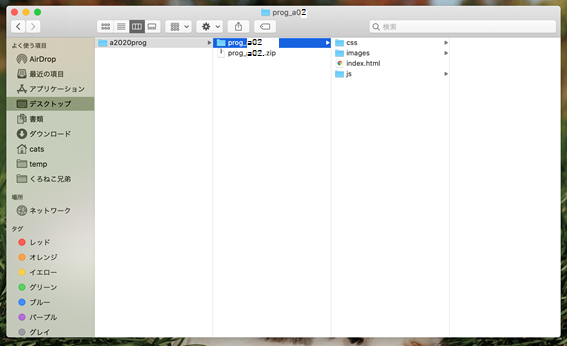 prog_a02
検索
よく使う項目
AirDrop
最近の項目
アプリケーション
デスクトップ
書類
ダウンロード
cats
temp
くろねこ兄弟
場所
ネットワーク
タグ
レッド
オレンジ
イエロー
グリーン
ブルー
パープル
グレイ
a2020prog
prog_a02
prog_a02.zip
css
images
index.html
js